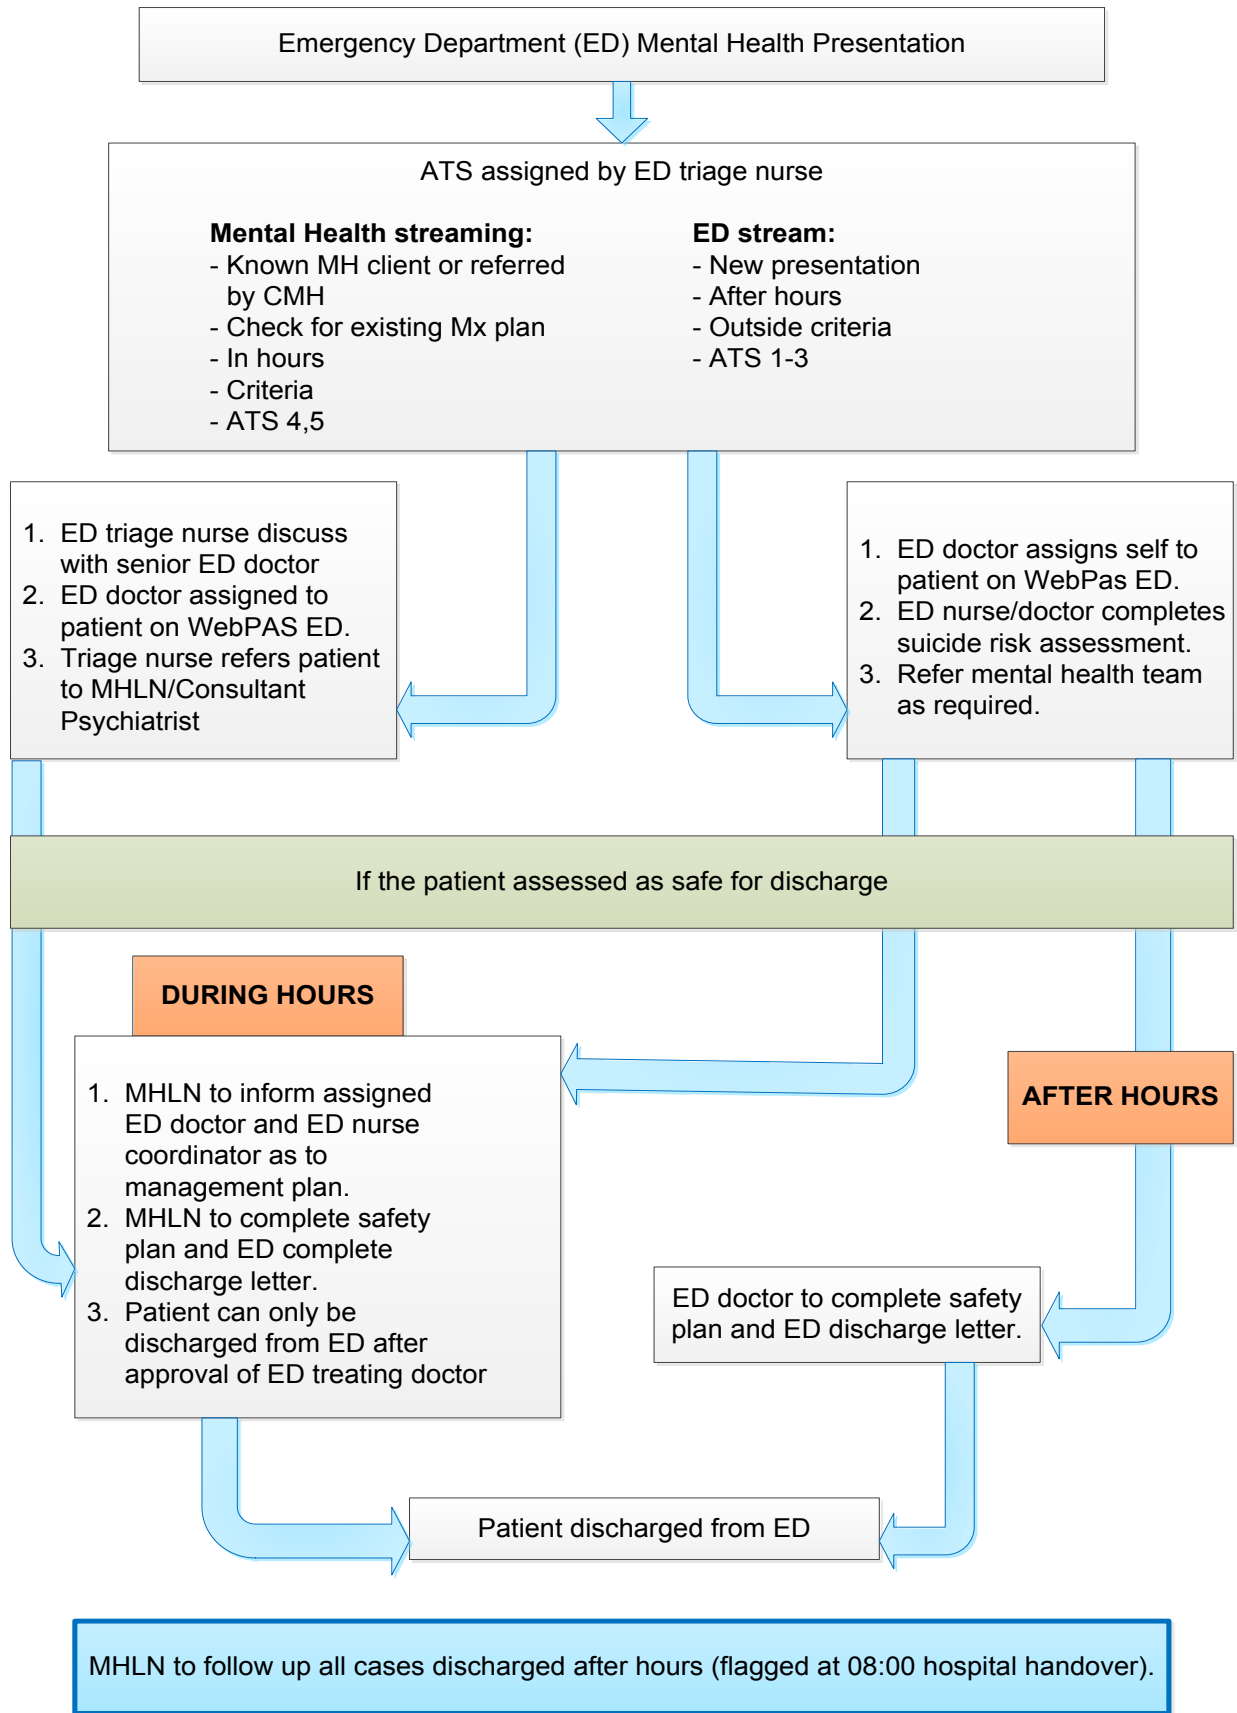 Emergency Department (ED) Mental Health Presentation
ATS assigned by ED triage nurse
Mental Health streaming:
- Known MH client or referred
by CMH
- Check for existing Mx plan
- In hours
- Criteria
- ATS 4,5
ED stream:
- New presentation
- After hours
- Outside criteria
- ATS 1-3
1. ED triage nurse discuss
with senior ED doctor
2. ED doctor assigned to
patient on WebPAS ED.
3. Triage nurse refers patient
to MHLN/Consultant
Psychiatrist
1. ED doctor assigns self to
patient on WebPas ED.
2. ED nurse/doctor completes
suicide risk assessment.
3. Refer mental health team
as required.
If the patient assessed as safe for discharge
DURING HOURS
1. MHLN to inform assigned
ED doctor and ED nurse
coordinator as to
management plan.
2. MHLN to complete safety
plan and ED complete
discharge letter.
3. Patient can only be
discharged from ED after
approval of ED treating doctor
AFTER HOURS
ED doctor to complete safety
plan and ED discharge letter.
Patient discharged from ED
MHLN to follow up all cases discharged after hours (flagged at 08:00 hospital handover).